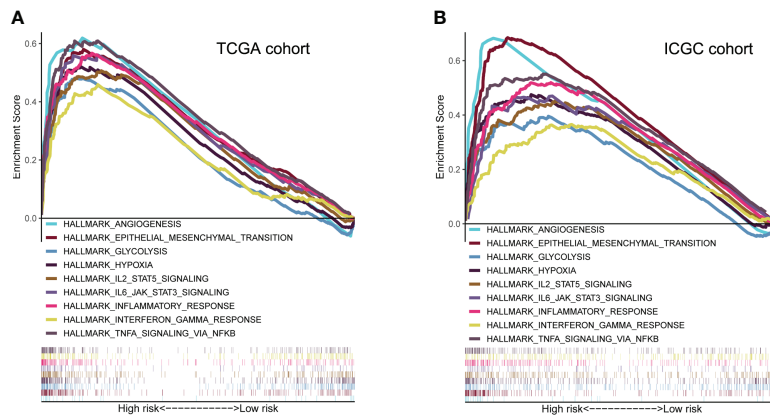 A
TCGA cohort
0.6
0.4
0.2
0.0
Enrichment Score
HALLMARK_ANGIOGENESIS
HALLMARK_EPITHELIAL_MESENCHYMAL_TRANSITION
HALLMARK_GLYCOLYSIS
HALLMARK_HYPOXIA
HALLMARK_IL2_STAT5_SIGNALING
HALLMARK_IL6_JAK_STAT3_SIGNALING
HALLMARK_INFLAMMATORY_RESPONSE
HALLMARK_INTERFERON_GAMMA_RESPONSE
HALLMARK_TNFA_SIGNALING_VIA_NFKB
High risk<------------->Low risk
B
ICGC cohort
0.6
0.4
0.2
0.0
Enrichment Score
HALLMARK_ANGIOGENESIS
HALLMARK_EPITHELIAL_MESENCHYMAL_TRANSITION
HALLMARK_GLYCOLYSIS
HALLMARK_HYPOXIA
HALLMARK_IL2_STAT5_SIGNALING
HALLMARK_IL6_JAK_STAT3_SIGNALING
HALLMARK_INFLAMMATORY_RESPONSE
HALLMARK_INTERFERON_GAMMA_RESPONSE
HALLMARK_TNFA_SIGNALING_VIA_NFKB
High risk<------------->Low risk